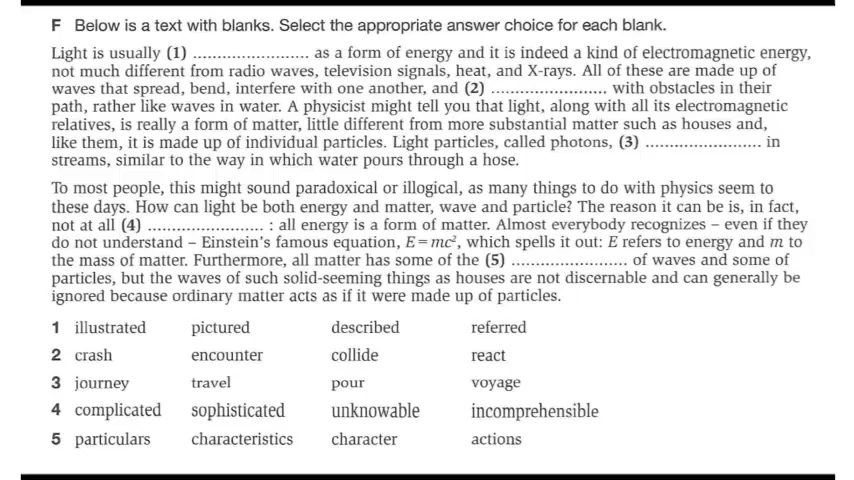 F Below is a text with blanks. Select the appropriate answer choice for each blank.
Light is usually (1) ........................ as a form of energy and it is indeed a kind of electromagnetic energy,
not much different from radio waves, television signals, heat, and X-rays. All of these are made up of
waves that spread, bend, interfere with one another, and (2) ........................ with obstacles in their
path, rather like waves in water. A physicist might tell you that light, along with all its electromagnetic
relatives, is really a form of matter, little different from more substantial matter such as houses and,
like them, it is made up of individual particles. Light particles, called photons, (3) ........................ in
streams, similar to the way in which water pours through a hose.
To most people, this might sound paradoxical or illogical, as many things to do with physics seem to
these days. How can light be both energy and matter, wave and particle? The reason it can be is, in fact,
not at all (4) ........................ : all energy is a form of matter. Almost everybody recognizes – even if they
do not understand – Einstein's famous equation, E = mc², which spells it out: E refers to energy and m to
the mass of matter. Furthermore, all matter has some of the (5) ........................ of waves and some of
particles, but the waves of such solid-seeming things as houses are not discernable and can generally be
ignored because ordinary matter acts as if it were made up of particles.
1 illustrated pictured described referred
2 crash encounter collide react
3 journey travel pour voyage
4 complicated sophisticated unknowable incomprehensible
5 particulars characteristics character actions